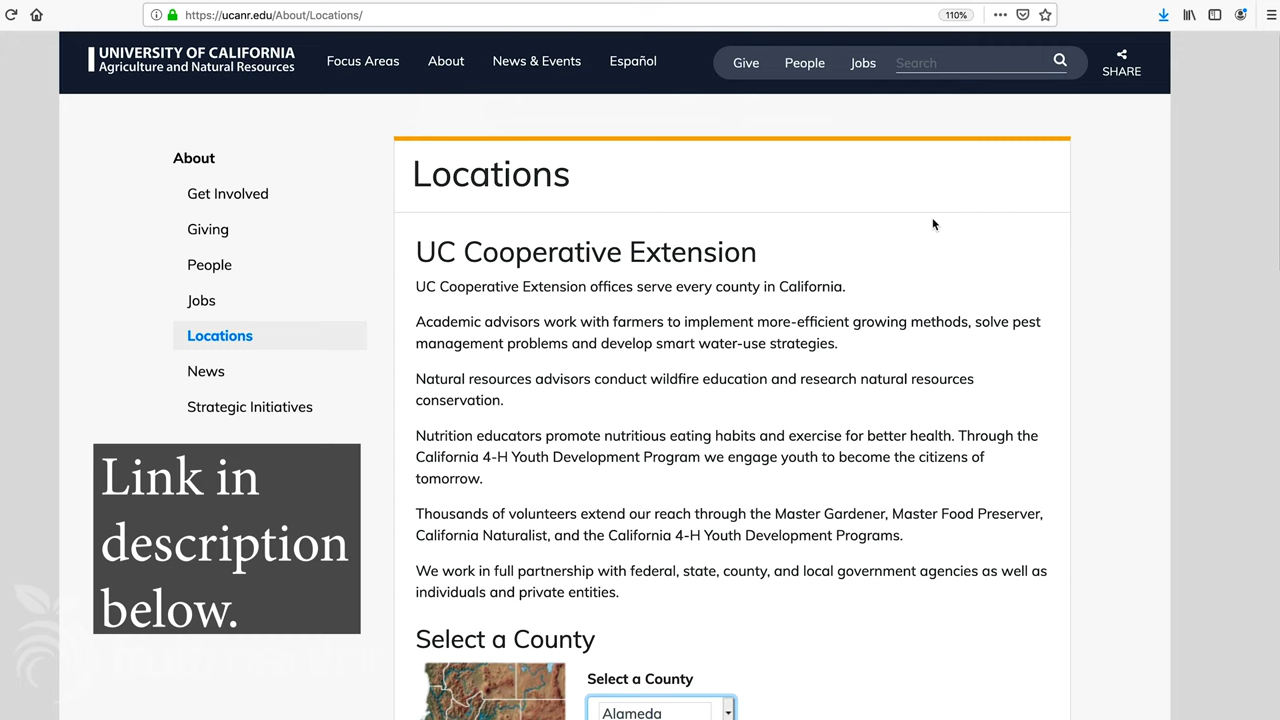 https://ucanr.edu/About/Locations/
110%
UNIVERSITY OF CALIFORNIA
Agriculture and Natural Resources
Focus Areas
About
News & Events
Español
Give
People
Jobs
Search
SHARE
About
Get Involved
Giving
People
Jobs
Locations
News
Strategic Initiatives
Link in
description
below.
Locations
UC Cooperative Extension
UC Cooperative Extension offices serve every county in California.
Academic advisors work with farmers to implement more-efficient growing methods, solve pest
management problems and develop smart water-use strategies.
Natural resources advisors conduct wildfire education and research natural resources
conservation.
Nutrition educators promote nutritious eating habits and exercise for better health. Through the
California 4-H Youth Development Program we engage youth to become the citizens of
tomorrow.
Thousands of volunteers extend our reach through the Master Gardener, Master Food Preserver,
California Naturalist, and the California 4-H Youth Development Programs.
We work in full partnership with federal, state, county, and local government agencies as well as
individuals and private entities.
Select a County
Select a County
Alameda